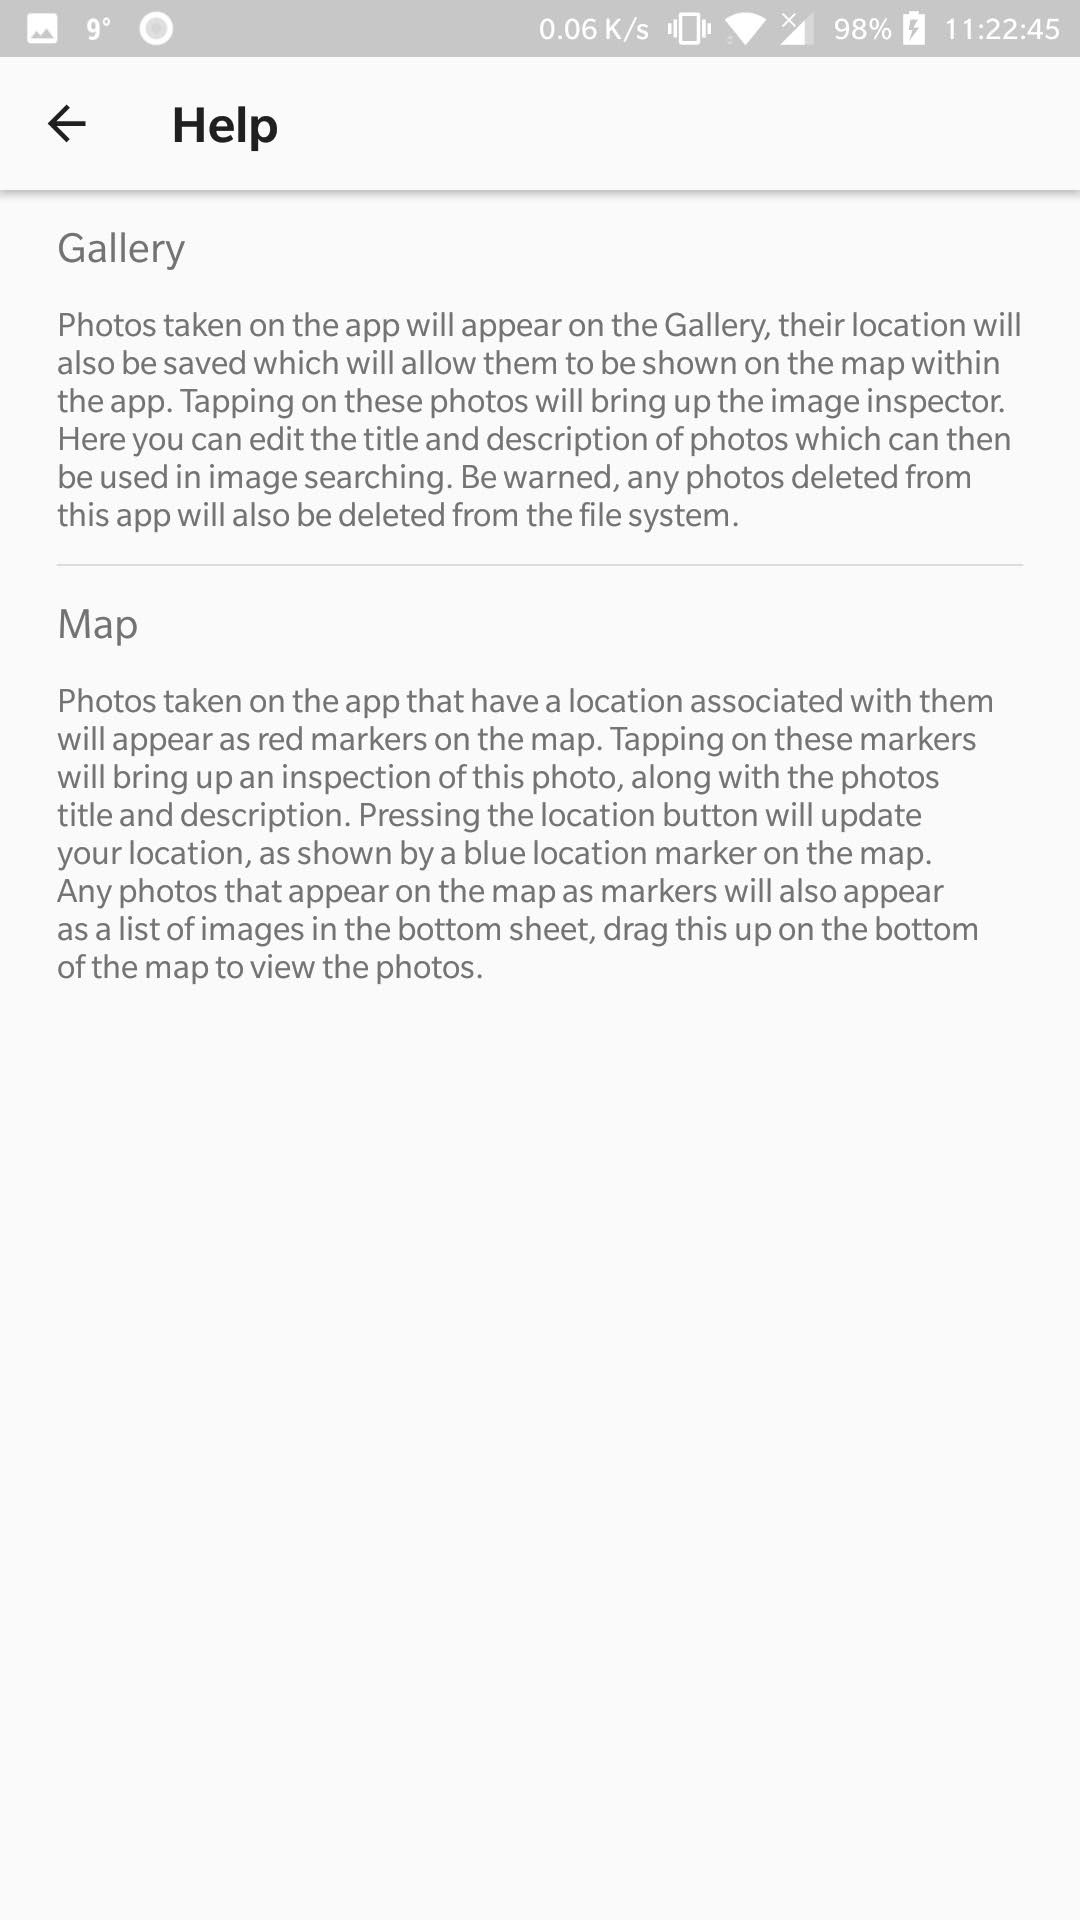 9° 0.06 K/s 98% 11:22:45
Help
Gallery
Photos taken on the app will appear on the Gallery, their location will
also be saved which will allow them to be shown on the map within
the app. Tapping on these photos will bring up the image inspector.
Here you can edit the title and description of photos which can then
be used in image searching. Be warned, any photos deleted from
this app will also be deleted from the file system.
Map
Photos taken on the app that have a location associated with them
will appear as red markers on the map. Tapping on these markers
will bring up an inspection of this photo, along with the photos
title and description. Pressing the location button will update
your location, as shown by a blue location marker on the map.
Any photos that appear on the map as markers will also appear
as a list of images in the bottom sheet, drag this up on the bottom
of the map to view the photos.